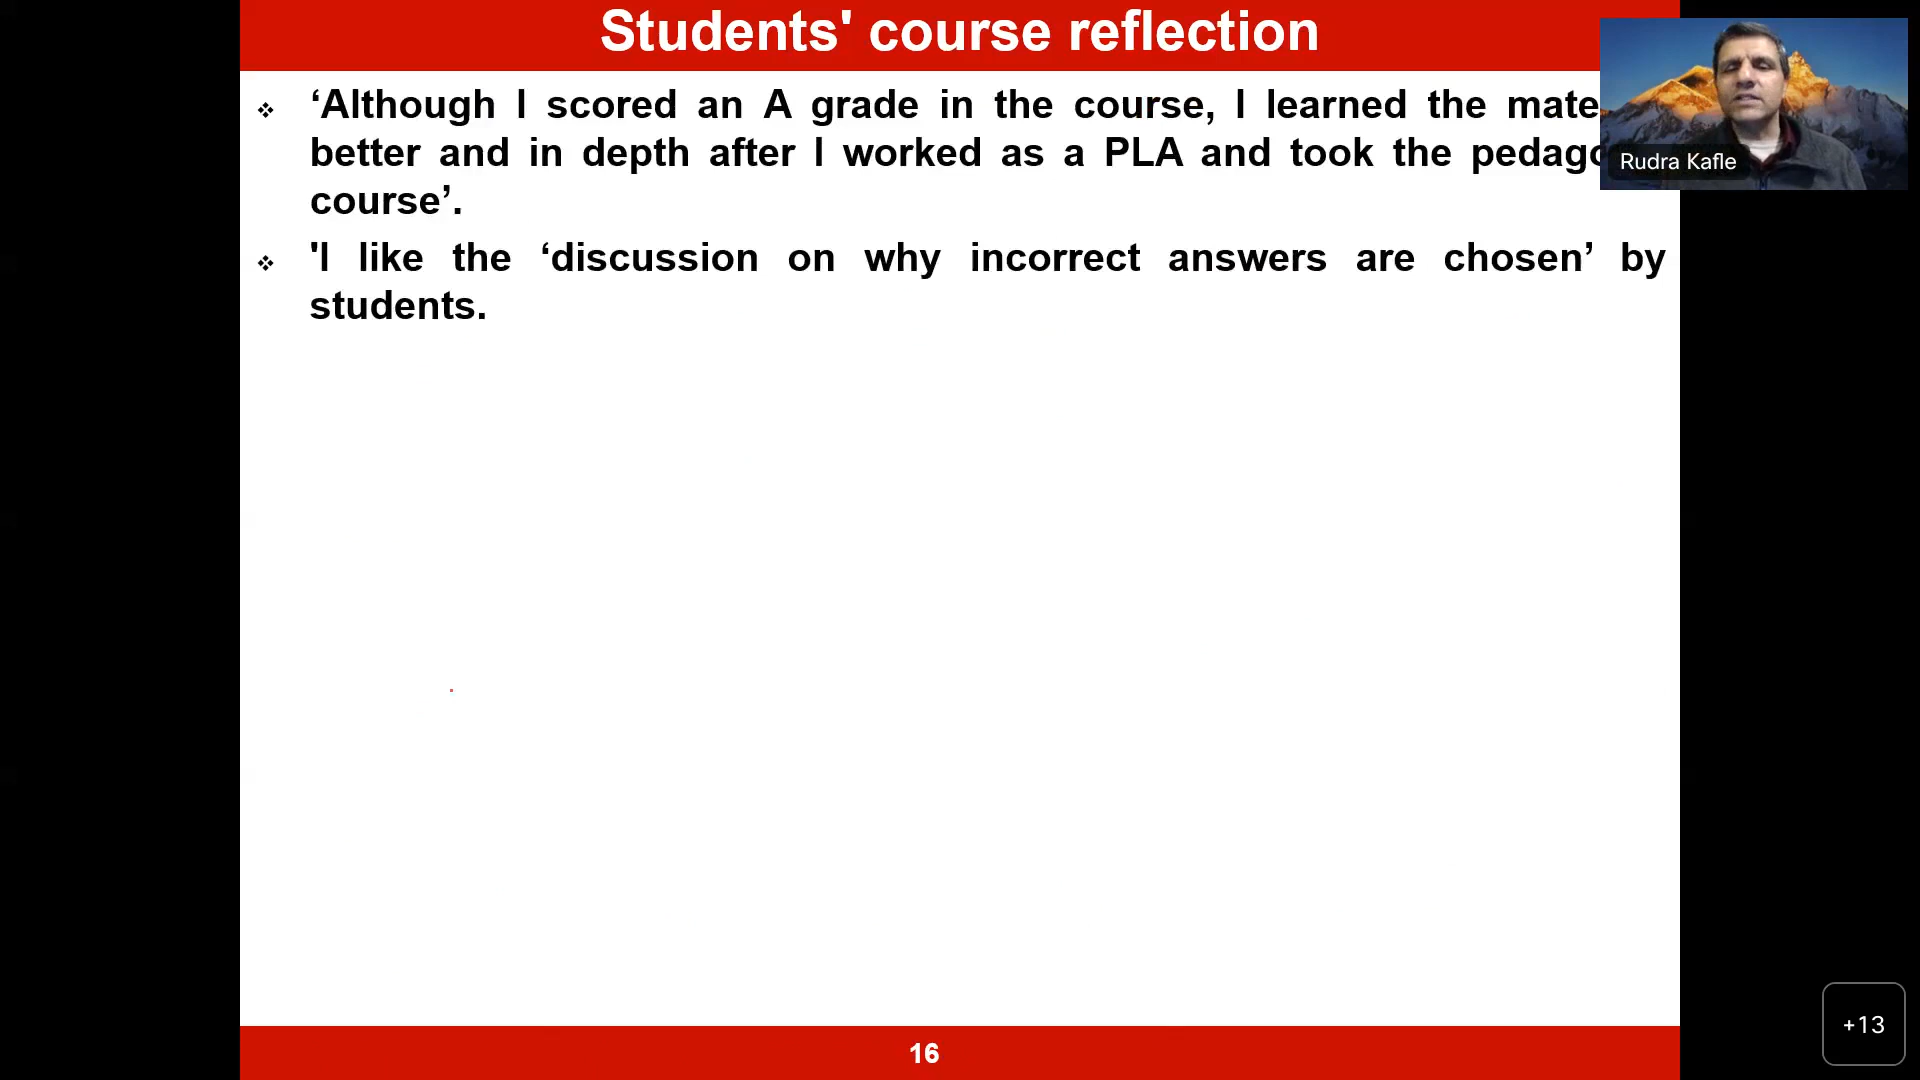 Students' course reflection
❖ ‘Although I scored an A grade in the course, I learned the
better and in depth after I worked as a PLA and took the
course’.
❖ 'I like the ‘discussion on why incorrect answers are chosen’ by
students.
Rudra Kafle
16
+13